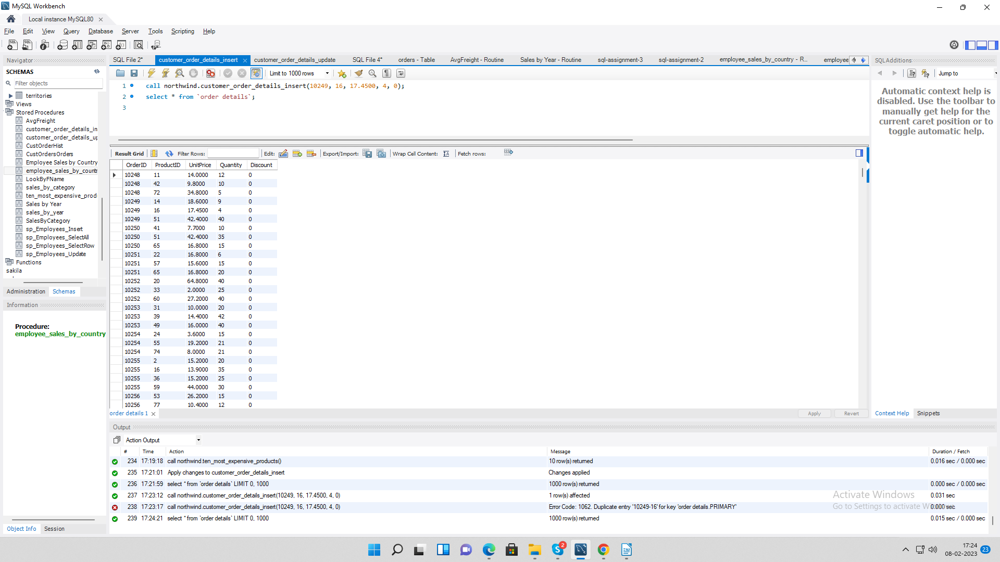 MySQL Workbench
Local instance MySQL80
File Edit View Query Database Server Tools Scripting Help
Navigator
SCHEMAS
Filter objects
territories
Views
Stored Procedures
AvgFreight
customer_order_details_in
customer_order_details_up
CustOrderHist
CustOrdersOrders
Employee Sales by Country
employee_sales_by_countr
LookByFName
sales_by_category
ten_most_expensive_prod
Sales by Year
sales_by_year
SalesByCategory
sp_Employees_Insert
sp_Employees_SelectAll
sp_Employees_SelectRow
sp_Employees_Update
Functions
sakila
Administration Schemas
Information
Procedure:
employee_sales_by_country
Object Info Session
SQL File 2* customer_order_details_insert customer_order_details_update SQL File 4* orders - Table AvgFreight - Routine Sales by Year - Routine sql-assignment-3 sql-assignment-2 employee_sales_by_country - R... employee
Limit to 1000 rows
1 call northwind.customer_order_details_insert(10249, 16, 17.4500, 4, 0);
2 select * from `order details`;
3
Result Grid Filter Rows: Edit: Export/Import: Wrap Cell Content: Fetch rows:
OrderID ProductID UnitPrice Quantity Discount
10248 11 14.0000 12 0
10248 42 9.8000 10 0
10248 72 34.8000 5 0
10249 14 18.6000 9 0
10249 16 17.4500 4 0
10249 51 42.4000 40 0
10250 41 7.7000 10 0
10250 51 42.4000 35 0
10250 65 16.8000 15 0
10251 22 16.8000 6 0
10251 57 15.6000 15 0
10251 65 16.8000 20 0
10252 20 64.8000 40 0
10252 33 2.0000 25 0
10252 60 27.2000 40 0
10253 31 10.0000 20 0
10253 39 14.4000 42 0
10253 49 16.0000 40 0
10254 24 3.6000 15 0
10254 55 19.2000 21 0
10254 74 8.0000 21 0
10255 2 15.2000 20 0
10255 16 13.9000 35 0
10255 36 15.2000 25 0
10255 59 44.0000 30 0
10256 53 26.2000 15 0
10256 77 10.4000 12 0
order details 1
Apply Revert
SQLAdditions
Jump to
Automatic context help is
disabled. Use the toolbar to
manually get help for the
current caret position or to
toggle automatic help.
Context Help Snippets
Output
Action Output
# Time Action Message Duration / Fetch
234 17:19:18 call northwind.ten_most_expensive_products() 10 row(s) returned 0.016 sec / 0.000 sec
235 17:21:01 Apply changes to customer_order_details_insert Changes applied
236 17:21:59 select * from `order details` LIMIT 0, 1000 1000 row(s) returned 0.000 sec / 0.000 sec
237 17:23:12 call northwind.customer_order_details_insert(10249, 16, 17.4500, 4, 0) 1 row(s) affected 0.031 sec
238 17:23:17 call northwind.customer_order_details_insert(10249, 16, 17.4500, 4, 0) Error Code: 1062. Duplicate entry '10249-16' for key 'order details.PRIMARY' 0.000 sec
239 17:24:21 select * from `order details` LIMIT 0, 1000 1000 row(s) returned 0.015 sec / 0.000 sec
Activate Windows
Go to Settings to activate Windows.
2
17:24
08-02-2023
23